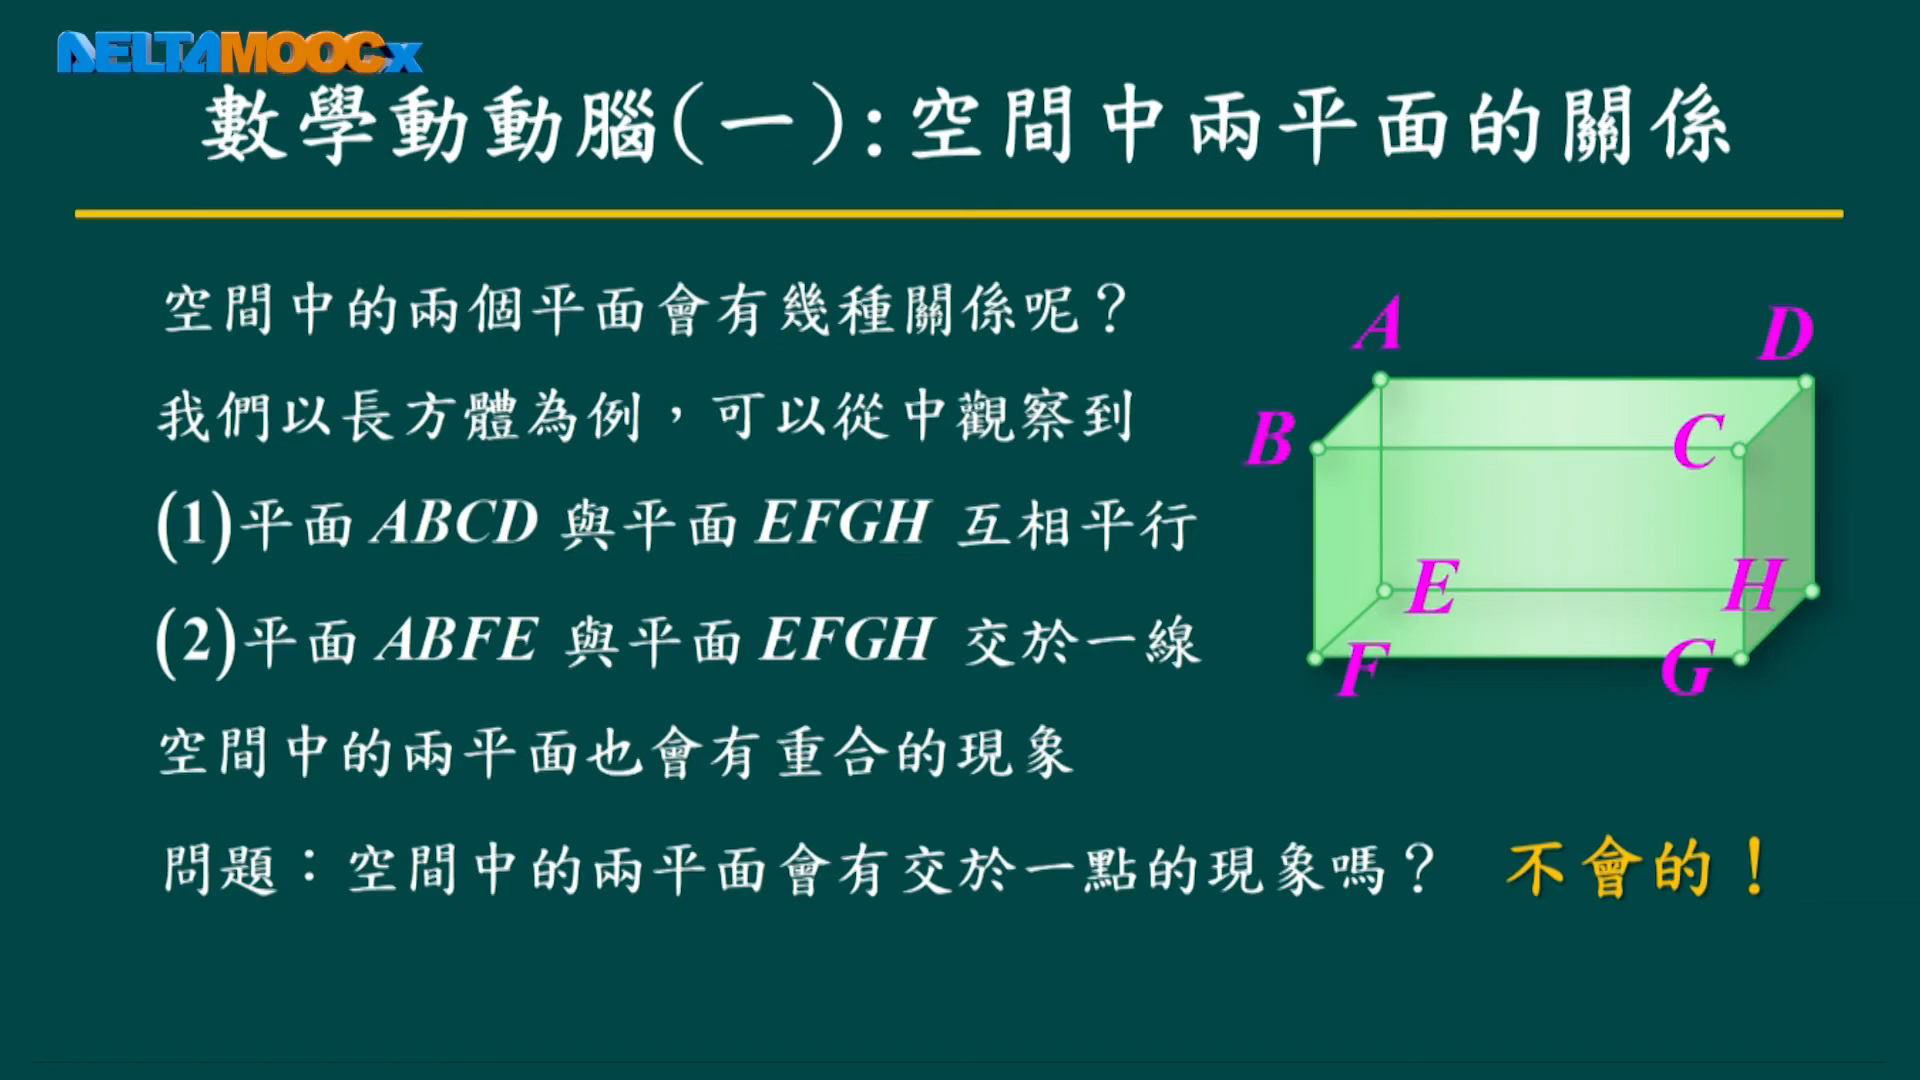 DELTAMOOCx
數學動動腦(一):空間中兩平面的關係
空間中的兩個平面會有幾種關係呢？
我們以長方體為例，可以從中觀察到
(1)平面 ABCD 與平面 EFGH 互相平行
(2)平面 ABFE 與平面 EFGH 交於一線
空間中的兩平面也會有重合的現象
問題：空間中的兩平面會有交於一點的現象嗎？ 不會的！
A
D
B
C
E
H
F
G